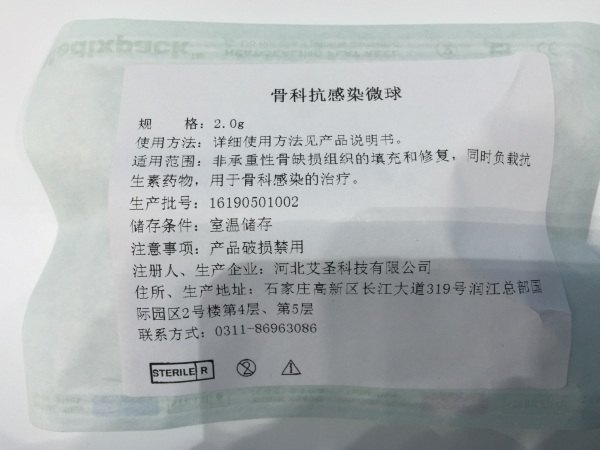 骨科抗感染微球
规　　格：2.0g
使用方法：详细使用方法见产品说明书。
适用范围：非承重性骨缺损组织的填充和修复，同时负载抗
生素药物，用于骨科感染的治疗。
生产批号：16190501002
储存条件：室温储存
注意事项：产品破损禁用
注册人、生产企业：河北艾圣科技有限公司
住所、生产地址：石家庄高新区长江大道319号润江总部国
际园区2号楼第4层、第5层
联系方式：0311-86963086
STERILE R